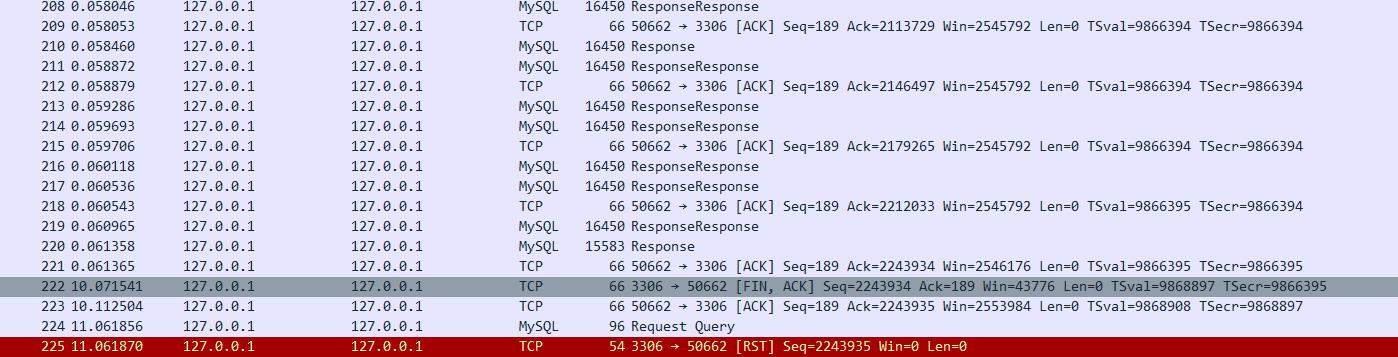 208 0.058046 127.0.0.1 127.0.0.1 MySQL 16450 ResponseResponse
209 0.058053 127.0.0.1 127.0.0.1 TCP 66 50662 → 3306 [ACK] Seq=189 Ack=2113729 Win=2545792 Len=0 TSval=9866394 TSecr=9866394
210 0.058460 127.0.0.1 127.0.0.1 MySQL 16450 Response
211 0.058872 127.0.0.1 127.0.0.1 MySQL 16450 ResponseResponse
212 0.058879 127.0.0.1 127.0.0.1 TCP 66 50662 → 3306 [ACK] Seq=189 Ack=2146497 Win=2545792 Len=0 TSval=9866394 TSecr=9866394
213 0.059286 127.0.0.1 127.0.0.1 MySQL 16450 ResponseResponse
214 0.059693 127.0.0.1 127.0.0.1 MySQL 16450 ResponseResponse
215 0.059706 127.0.0.1 127.0.0.1 TCP 66 50662 → 3306 [ACK] Seq=189 Ack=2179265 Win=2545792 Len=0 TSval=9866394 TSecr=9866394
216 0.060118 127.0.0.1 127.0.0.1 MySQL 16450 ResponseResponse
217 0.060536 127.0.0.1 127.0.0.1 MySQL 16450 ResponseResponse
218 0.060543 127.0.0.1 127.0.0.1 TCP 66 50662 → 3306 [ACK] Seq=189 Ack=2212033 Win=2545792 Len=0 TSval=9866395 TSecr=9866394
219 0.060965 127.0.0.1 127.0.0.1 MySQL 16450 ResponseResponse
220 0.061358 127.0.0.1 127.0.0.1 MySQL 15583 Response
221 0.061365 127.0.0.1 127.0.0.1 TCP 66 50662 → 3306 [ACK] Seq=189 Ack=2243934 Win=2546176 Len=0 TSval=9866395 TSecr=9866395
222 10.071541 127.0.0.1 127.0.0.1 TCP 66 3306 → 50662 [FIN, ACK] Seq=2243934 Ack=189 Win=43776 Len=0 TSval=9868897 TSecr=9866395
223 10.112504 127.0.0.1 127.0.0.1 TCP 66 50662 → 3306 [ACK] Seq=189 Ack=2243935 Win=2553984 Len=0 TSval=9868908 TSecr=9868897
224 11.061856 127.0.0.1 127.0.0.1 MySQL 96 Request Query
225 11.061870 127.0.0.1 127.0.0.1 TCP 54 3306 → 50662 [RST] Seq=2243935 Win=0 Len=0